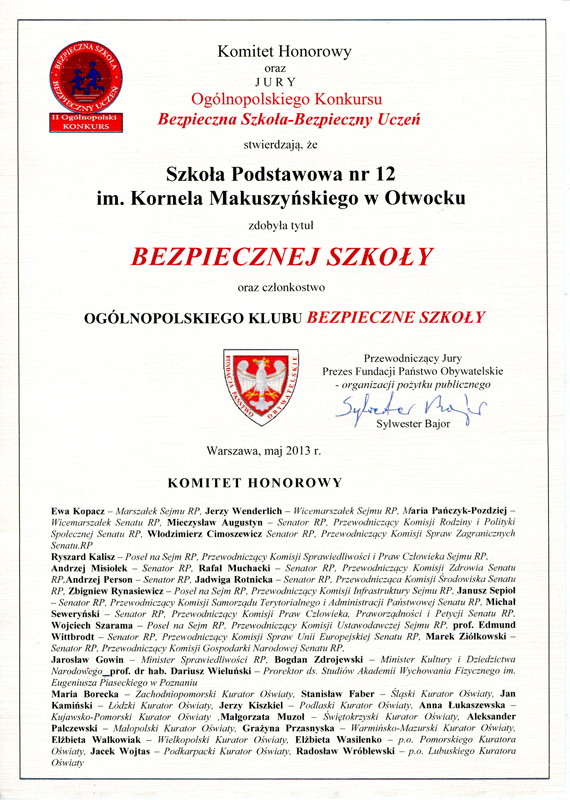 BEZPIECZNA SZKOŁA
BEZPIECZNY UCZEŃ
II Ogólnopolski
KONKURS
Komitet Honorowy
oraz
JURY
Ogólnopolskiego Konkursu
Bezpieczna Szkoła-Bezpieczny Uczeń
stwierdzają, że
Szkoła Podstawowa nr 12
im. Kornela Makuszyńskiego w Otwocku
zdobyła tytuł
BEZPIECZNEJ SZKOŁY
oraz członkostwo
OGÓLNOPOLSKIEGO KLUBU BEZPIECZNE SZKOŁY
FUNDACJA PAŃSTWO OBYWATELSKIE
Przewodniczący Jury
Prezes Fundacji Państwo Obywatelskie
- organizacji pożytku publicznego
Sylwester Bajor
Sylwester Bajor
Warszawa, maj 2013 r.
KOMITET HONOROWY
Ewa Kopacz – Marszałek Sejmu RP, Jerzy Wenderlich – Wicemarszałek Sejmu RP, Maria Pańczyk-Pozdziej –
Wicemarszałek Senatu RP, Mieczysław Augustyn – Senator RP, Przewodniczący Komisji Rodziny i Polityki
Społecznej Senatu RP, Włodzimierz Cimoszewicz Senator RP, Przewodniczący Komisji Spraw Zagranicznych
Senatu.RP
Ryszard Kalisz – Poseł na Sejm RP, Przewodniczący Komisji Sprawiedliwości i Praw Człowieka Sejmu RP,
Andrzej Misiołek – Senator RP, Rafał Muchacki – Senator RP, Przewodniczący Komisji Zdrowia Senatu
RP,Andrzej Person – Senator RP, Jadwiga Rotnicka – Senator RP, Przewodnicząca Komisji Środowiska Senatu
RP, Zbigniew Rynasiewicz – Poseł na Sejm RP, Przewodniczący Komisji Infrastruktury Sejmu RP, Janusz Sepioł
– Senator RP, Przewodniczący Komisji Samorządu Terytorialnego i Administracji Państwowej Senatu RP, Michał
Seweryński – Senator RP, Przewodniczący Komisji Praw Człowieka, Praworządności i Petycji Senatu RP,
Wojciech Szarama – Poseł na Sejm RP, Przewodniczący Komisji Ustawodawczej Sejmu RP, prof. Edmund
Wittbrodt – Senator RP, Przewodniczący Komisji Spraw Unii Europejskiej Senatu RP, Marek Ziółkowski –
Senator RP, Przewodniczący Komisji Gospodarki Narodowej Senatu RP,
Jarosław Gowin – Minister Sprawiedliwości RP, Bogdan Zdrojewski – Minister Kultury i Dziedzictwa
Narodowego prof. dr hab. Dariusz Wieluński – Prorektor ds. Studiów Akademii Wychowania Fizycznego im.
Eugeniusza Piaseckiego w Poznaniu
Maria Borecka – Zachodniopomorski Kurator Oświaty, Stanisław Faber – Śląski Kurator Oświaty, Jan
Kamiński – Łódzki Kurator Oświaty, Jerzy Kiszkiel – Podlaski Kurator Oświaty, Anna Łukaszewska –
Kujawsko-Pomorski Kurator Oświaty ,Małgorzata Muzoł – Świętokrzyski Kurator Oświaty, Aleksander
Palczewski – Małopolski Kurator Oświaty, Grażyna Przasnyska – Warmińsko-Mazurski Kurator Oświaty,
Elżbieta Walkowiak – Wielkopolski Kurator Oświaty, Elżbieta Wasilenko – p.o. Pomorskiego Kuratora
Oświaty, Jacek Wojtas – Podkarpacki Kurator Oświaty, Radosław Wróblewski – p.o. Lubuskiego Kuratora
Oświaty